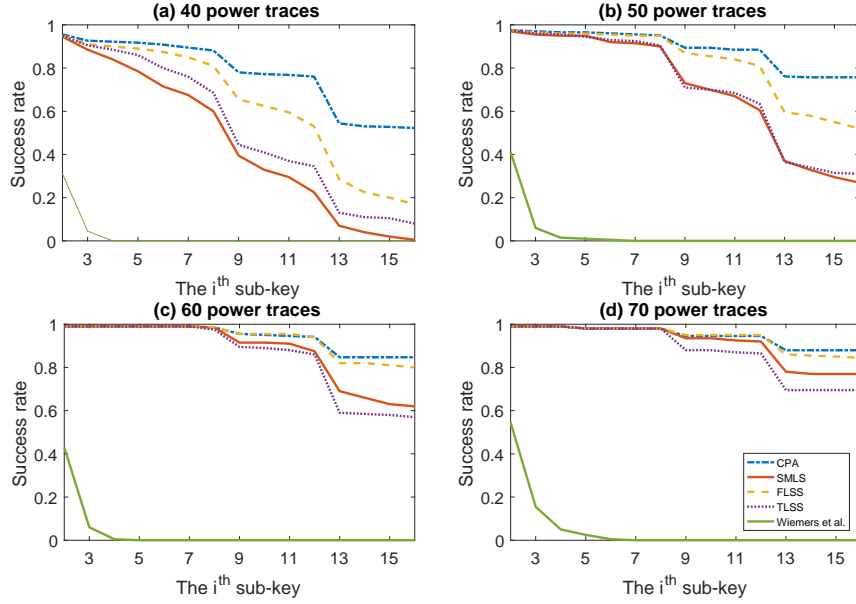 (a) 40 power traces
1
0.8
0.6
0.4
0.2
0
Success rate
3 5 7 9 11 13 15
The i^th sub-key
(b) 50 power traces
1
0.8
0.6
0.4
0.2
0
Success rate
3 5 7 9 11 13 15
The i^th sub-key
(c) 60 power traces
1
0.8
0.6
0.4
0.2
0
Success rate
3 5 7 9 11 13 15
The i^th sub-key
(d) 70 power traces
1
0.8
0.6
0.4
0.2
0
Success rate
3 5 7 9 11 13 15
The i^th sub-key
CPA
SMLS
FLSS
TLSS
Wiemers et al.